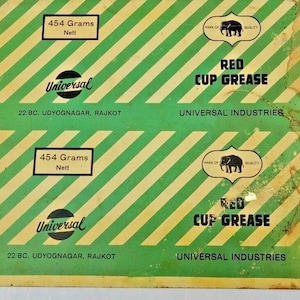 454 Grams
Nett
MARK OF QUALITY
RED
CUP GREASE
Universal
22-BC. UDYOGNAGAR, RAJKOT
UNIVERSAL INDUSTRIES
454 Grams
Nett
MARK OF QUALITY
RED
CUP GREASE
Universal
22-BC. UDYOGNAGAR, RAJKOT
UNIVERSAL INDUSTRIES